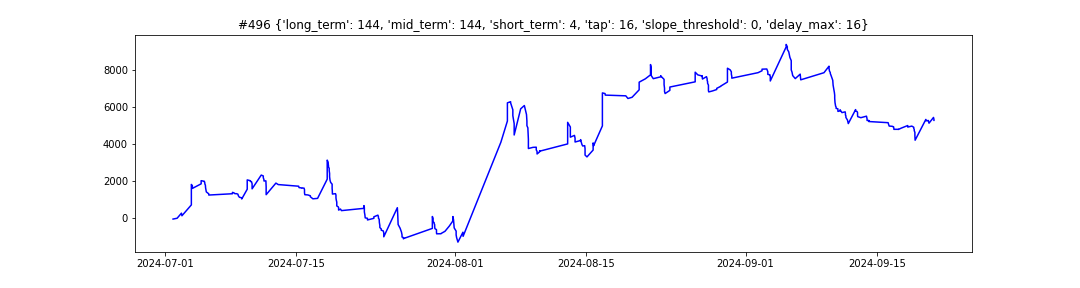 #496 {'long_term': 144, 'mid_term': 144, 'short_term': 4, 'tap': 16, 'slope_threshold': 0, 'delay_max': 16}
8000
6000
4000
2000
0
2024-07-01 2024-07-15 2024-08-01 2024-08-15 2024-09-01 2024-09-15